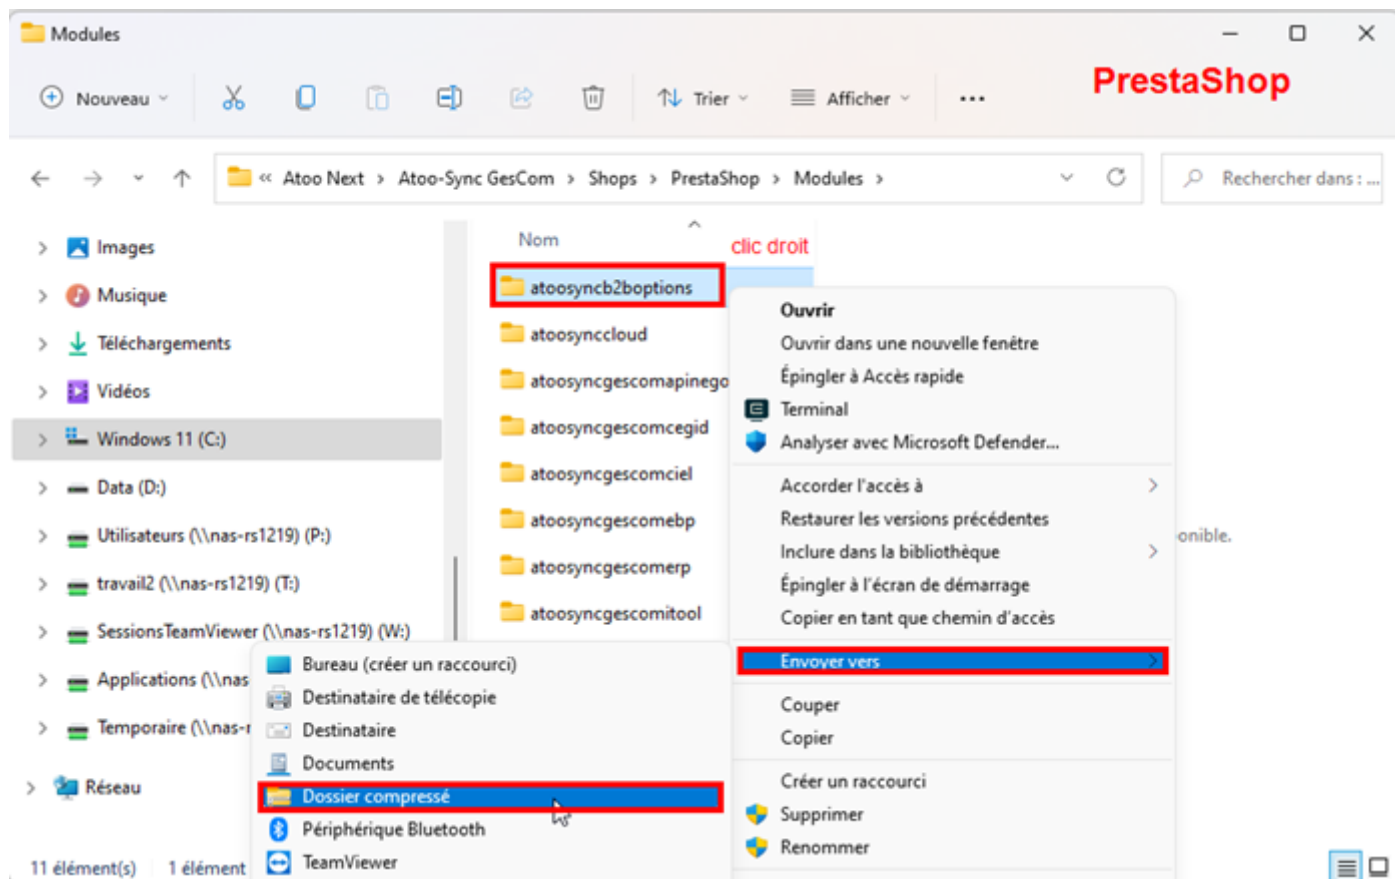 Modules
PrestaShop
Nouveau
Trier
Afficher
« Atoo Next > Atoo-Sync GesCom > Shops > PrestaShop > Modules >
Rechercher dans : ...
Images
Musique
Téléchargements
Vidéos
Windows 11 (C:)
Data (D:)
Utilisateurs (\\nas-rs1219) (P:)
travail2 (\\nas-rs1219) (T:)
SessionsTeamViewer (\\nas-rs1219) (W:)
Applications (\\nas
Temporaire (\\nas-r
Réseau
Nom
clic droit
atoosyncb2boptions
atoosynccloud
atoosyncgescomapinego
atoosyncgescomcegid
atoosyncgescomciel
atoosyncgescomebp
atoosyncgescomerp
atoosyncgescomitool
Ouvrir
Ouvrir dans une nouvelle fenêtre
Épingler à Accès rapide
Terminal
Analyser avec Microsoft Defender...
Accorder l'accès à
Restaurer les versions précédentes
Inclure dans la bibliothèque
Épingler à l'écran de démarrage
Copier en tant que chemin d'accès
Envoyer vers
Couper
Copier
Créer un raccourci
Supprimer
Renommer
onible.
Bureau (créer un raccourci)
Destinataire de télécopie
Destinataire
Documents
Dossier compressé
Périphérique Bluetooth
TeamViewer
11 élément(s)
1 élément